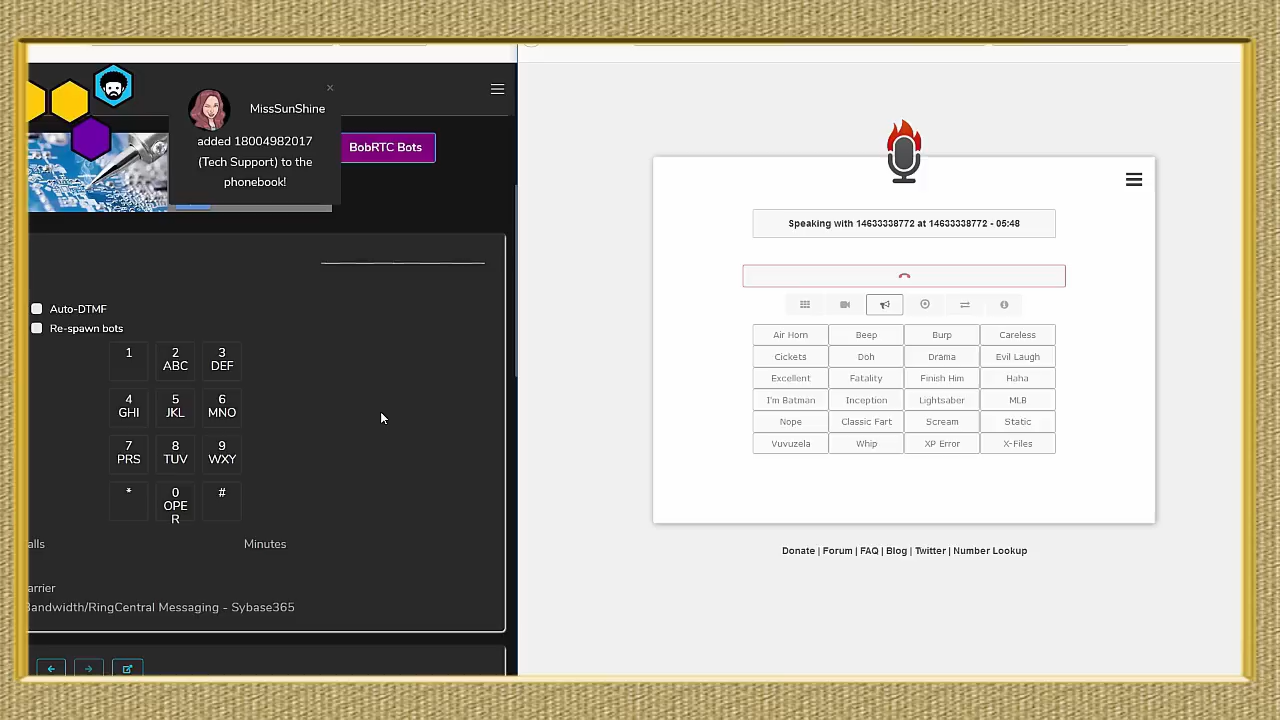 MissSunShine
added 18004982017
(Tech Support) to the
phonebook!
BobRTC Bots
Auto-DTMF
Re-spawn bots
1
2
ABC
3
DEF
4
GHI
5
JKL
6
MNO
7
PRS
8
TUV
9
WXY
*
0
OPE
R
#
alls
Minutes
arrier
Bandwidth/RingCentral Messaging - Sybase365
Speaking with 14633338772 at 14633338772 - 05:48
Air Horn Beep Burp Careless
Cickets Doh Drama Evil Laugh
Excellent Fatality Finish Him Haha
I'm Batman Inception Lightsaber MLB
Nope Classic Fart Scream Static
Vuvuzela Whip XP Error X-Files
Donate | Forum | FAQ | Blog | Twitter | Number Lookup